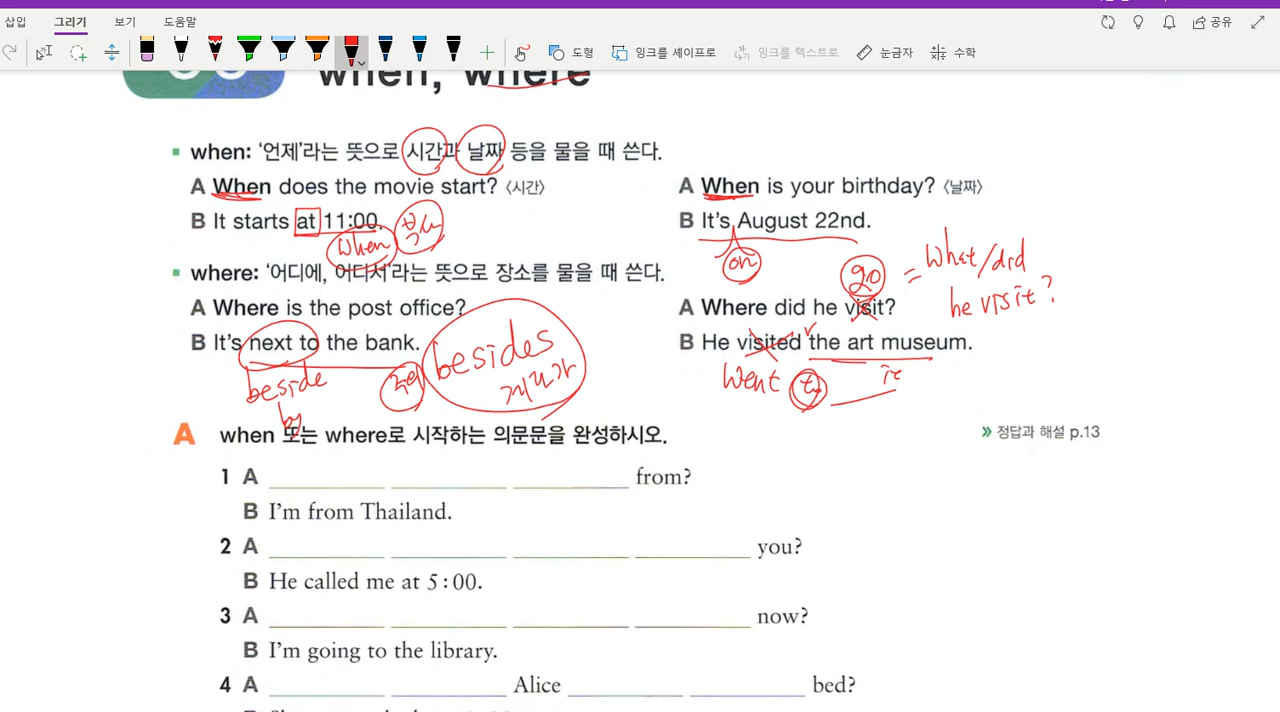 삽입 그리기 보기 도움말 공유
도형 잉크를 셰이프로 잉크를 텍스트로 눈금자 수학
when, where
when: '언제'라는 뜻으로 시간과 날짜 등을 물을 때 쓴다.
A When does the movie start? 〈시간〉
B It starts at 11:00.
when 부사
A When is your birthday? 〈날짜〉
B It's August 22nd.
on
where: '어디에, 어디서'라는 뜻으로 장소를 물을 때 쓴다.
A Where is the post office?
B It's next to the bank.
beside
by
besides
게다가
A Where did he visit?
go
= What/did
he visit?
B He visited the art museum.
went to
A when 또는 where로 시작하는 의문문을 완성하시오.
» 정답과 해설 p.13
1 A from?
B I'm from Thailand.
2 A you?
B He called me at 5:00.
3 A now?
B I'm going to the library.
4 A Alice bed?